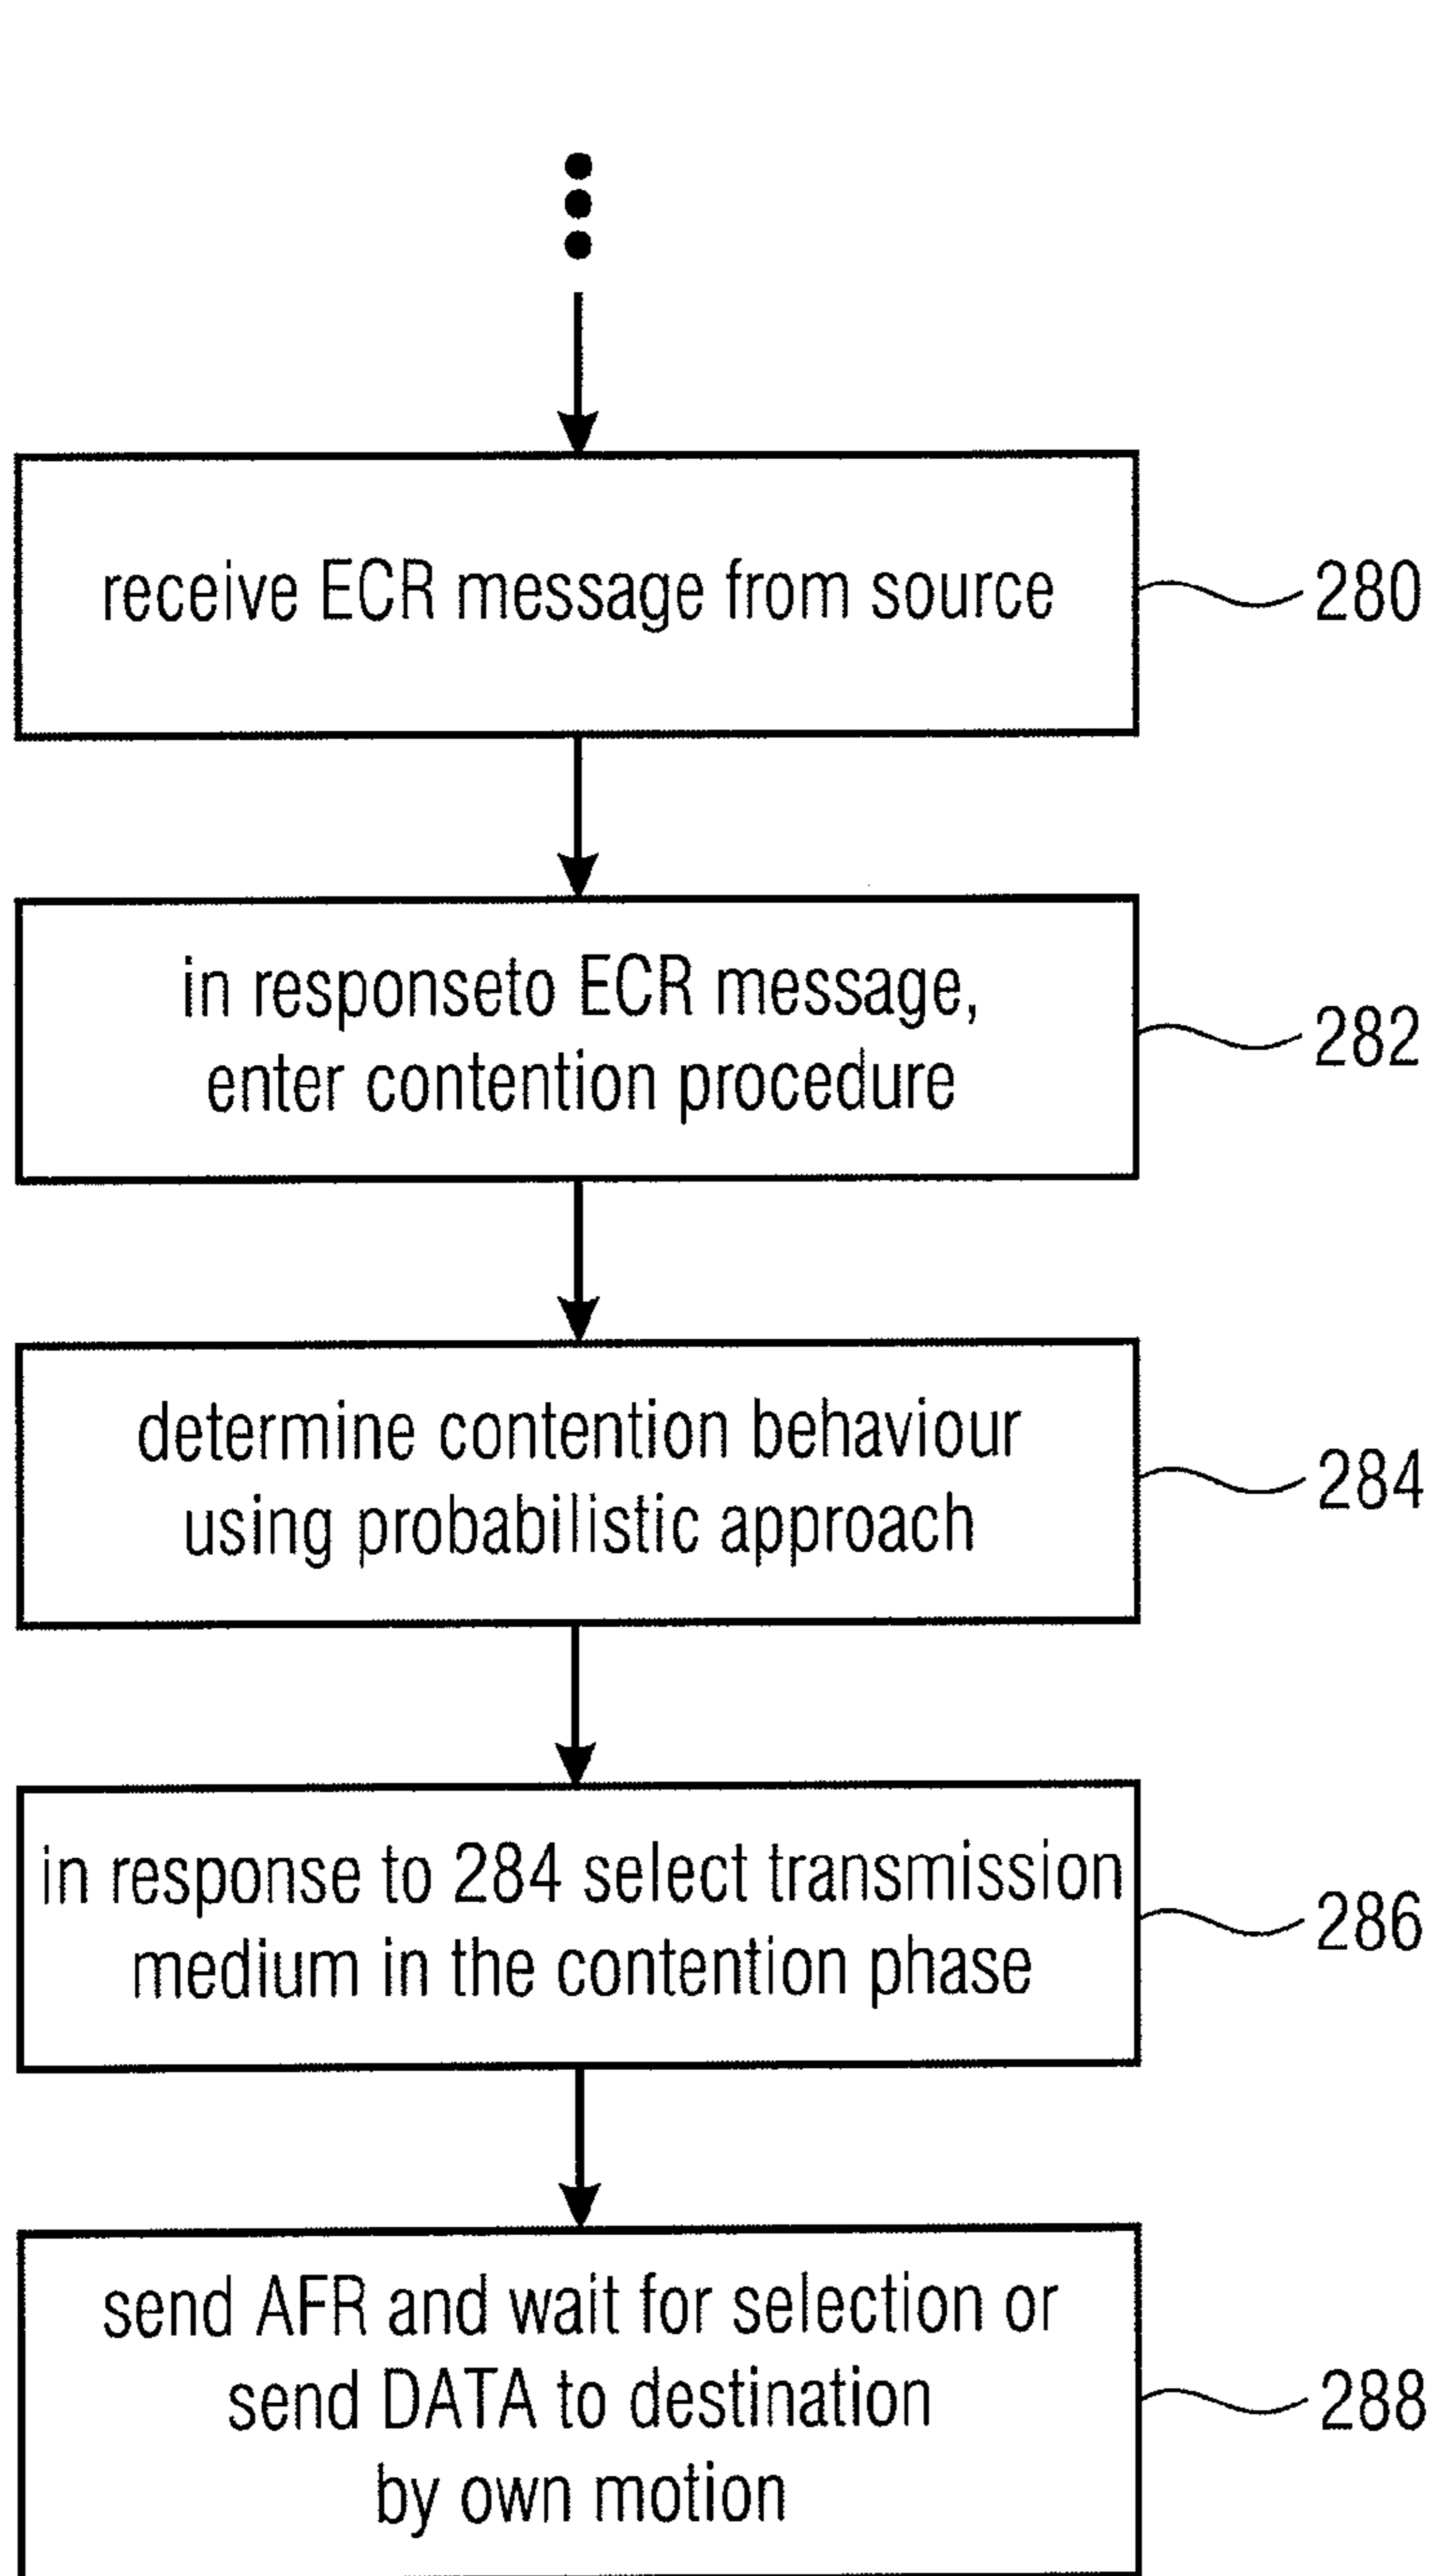 receive ECR message from source
280
in responseto ECR message,
enter contention procedure
282
determine contention behaviour
using probabilistic approach
284
in response to 284 select transmission
medium in the contention phase
286
send AFR and wait for selection or
send DATA to destination
by own motion
288